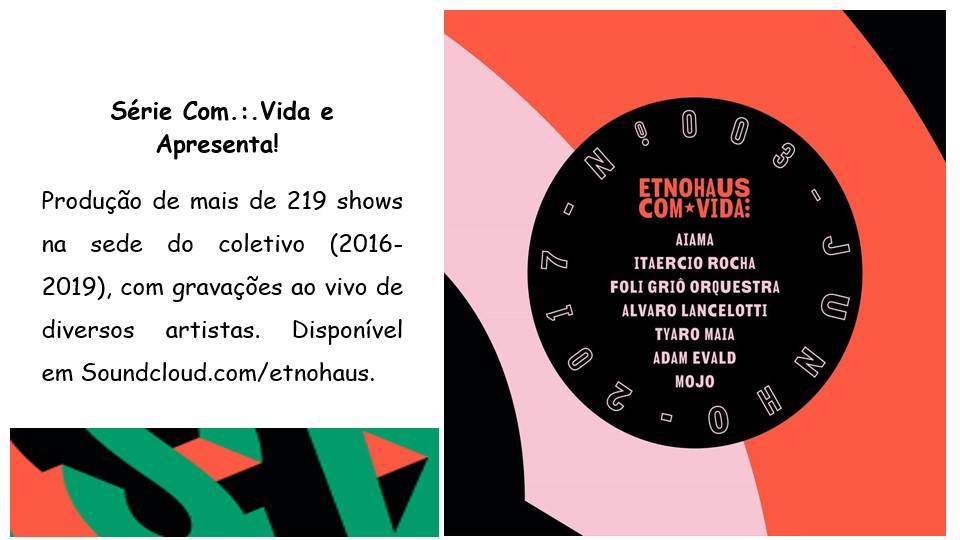 Série Com.:.Vida e
Apresenta!
Produção de mais de 219 shows
na sede do coletivo (2016-
2019), com gravações ao vivo de
diversos artistas. Disponível
em Soundcloud.com/etnohaus.
Nº003 - JUNHO - 2017 -
ETNOHAUS
COM★VIDA:
AIAMA
ITAERCIO ROCHA
FOLI GRIÔ ORQUESTRA
ALVARO LANCELOTTI
TYARO MAIA
ADAM EVALD
MOJO